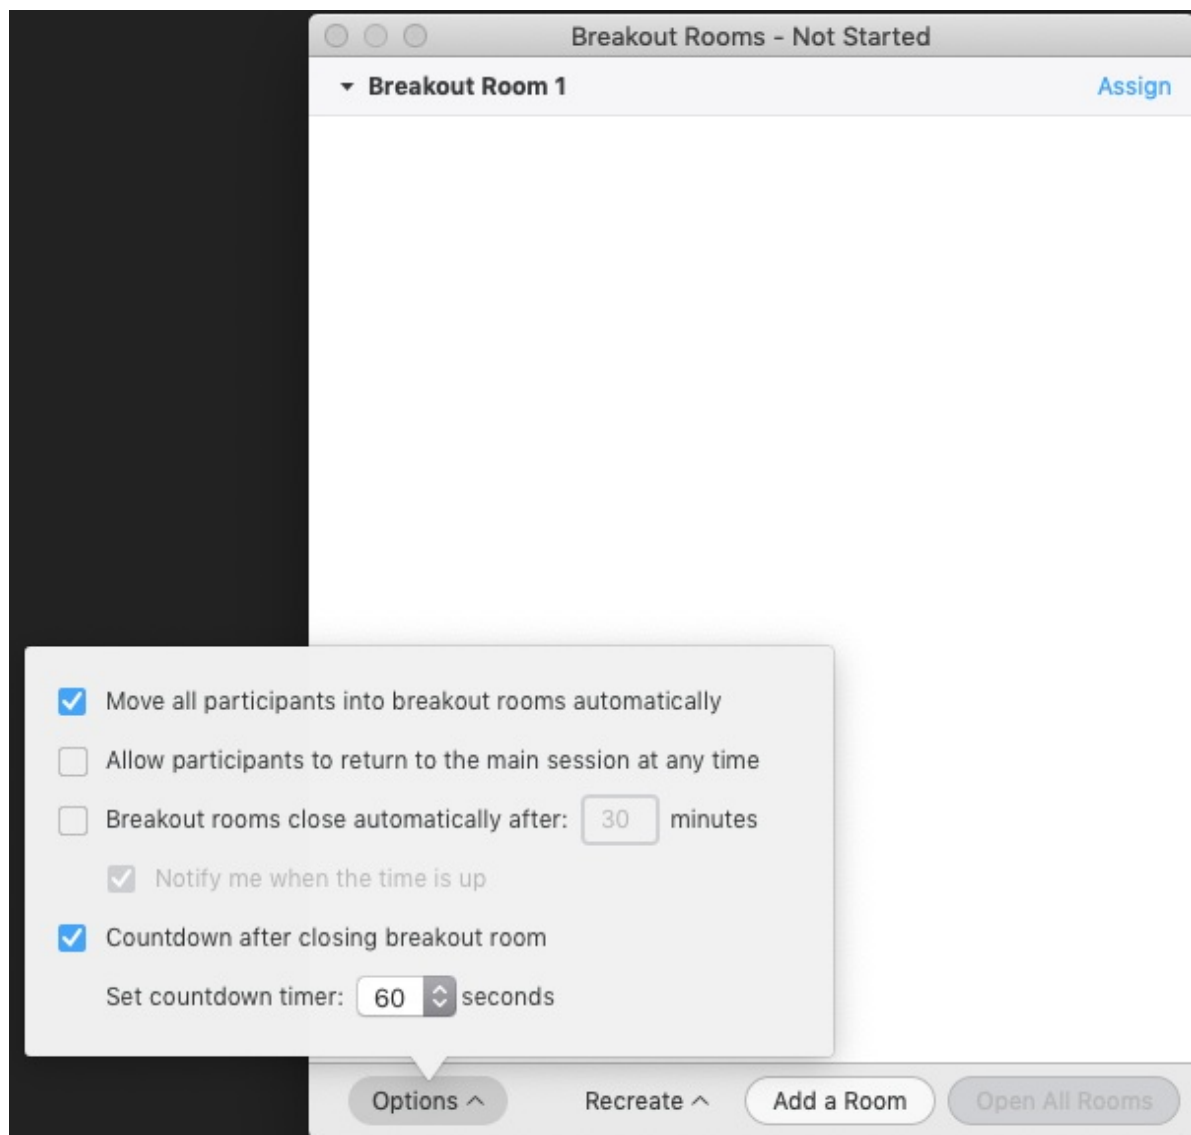 Breakout Rooms - Not Started
Breakout Room 1 Assign
Move all participants into breakout rooms automatically
Allow participants to return to the main session at any time
Breakout rooms close automatically after: 30 minutes
Notify me when the time is up
Countdown after closing breakout room
Set countdown timer: 60 seconds
Options Recreate Add a Room Open All Rooms